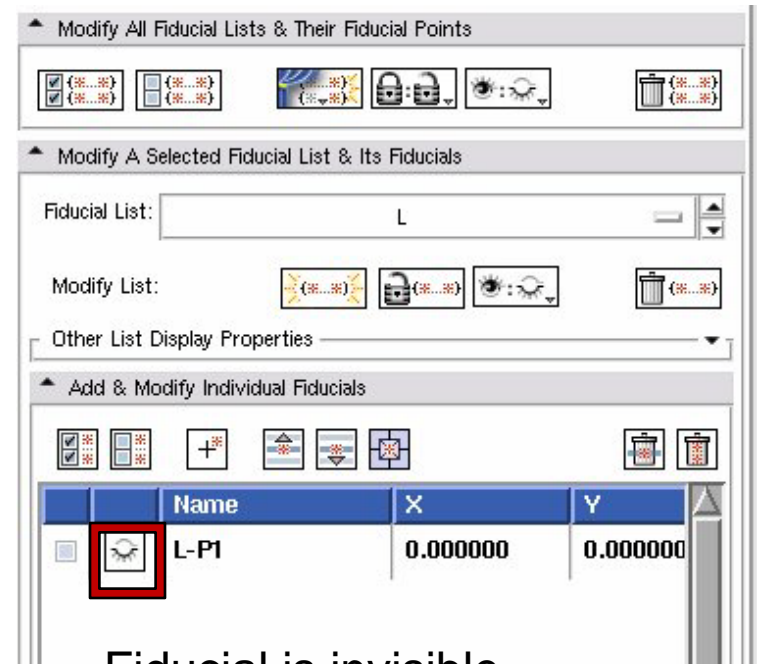 Modify All Fiducial Lists & Their Fiducial Points
Modify A Selected Fiducial List & Its Fiducials
Fiducial List: L
Modify List:
Other List Display Properties
Add & Modify Individual Fiducials
Name X Y
L-P1 0.000000 0.000000
Fiducial is invisible